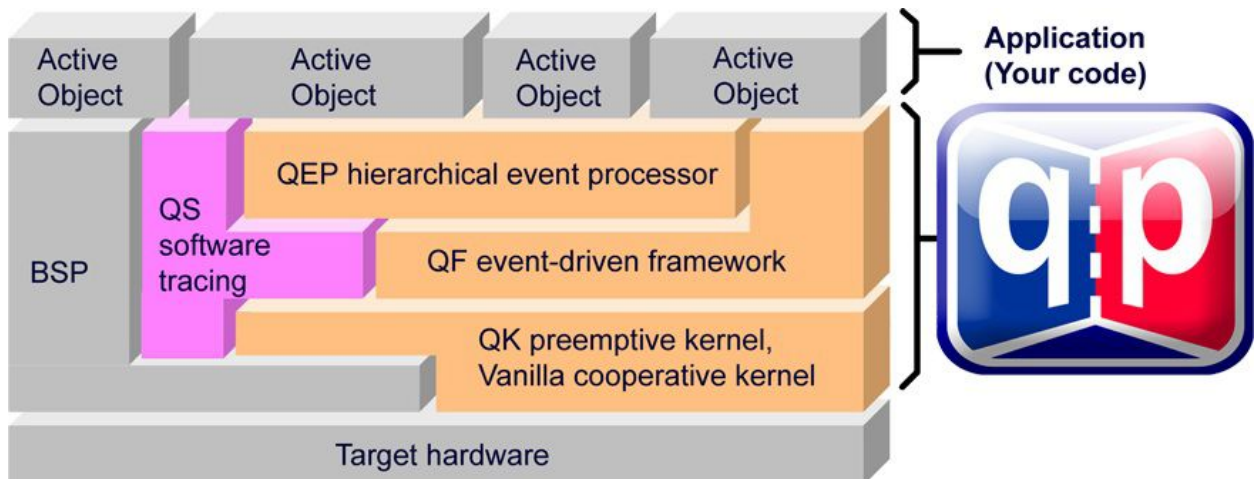 Active
Object
Active
Object
Active
Object
Active
Object
Application
(Your code)
QEP hierarchical event processor
QS
software
tracing
BSP
QF event-driven framework
QK preemptive kernel,
Vanilla cooperative kernel
Target hardware
qp